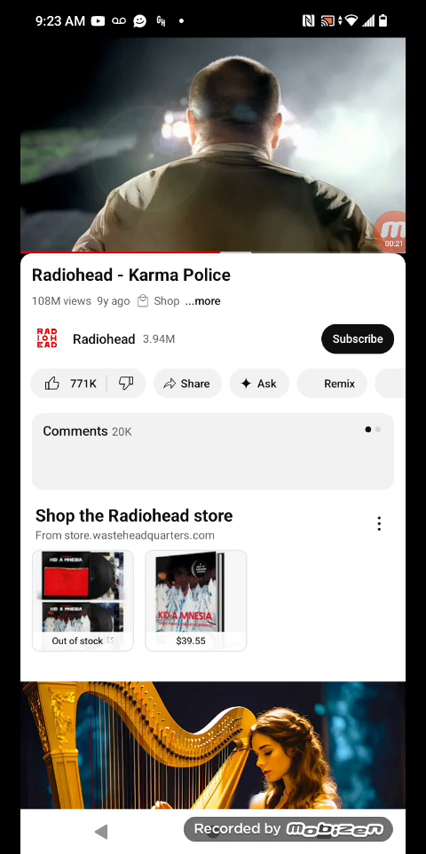 9:23 AM
00:21
Radiohead - Karma Police
108M views 9y ago Shop ...more
RAD
IOH
EAD
Radiohead 3.94M
Subscribe
771K
Share
Ask
Remix
Comments 20K
Shop the Radiohead store
From store.wasteheadquarters.com
KID A MNESIA
KID A MNESIA
Out of stock
KID A MNESIA
$39.55
Recorded by mobizen